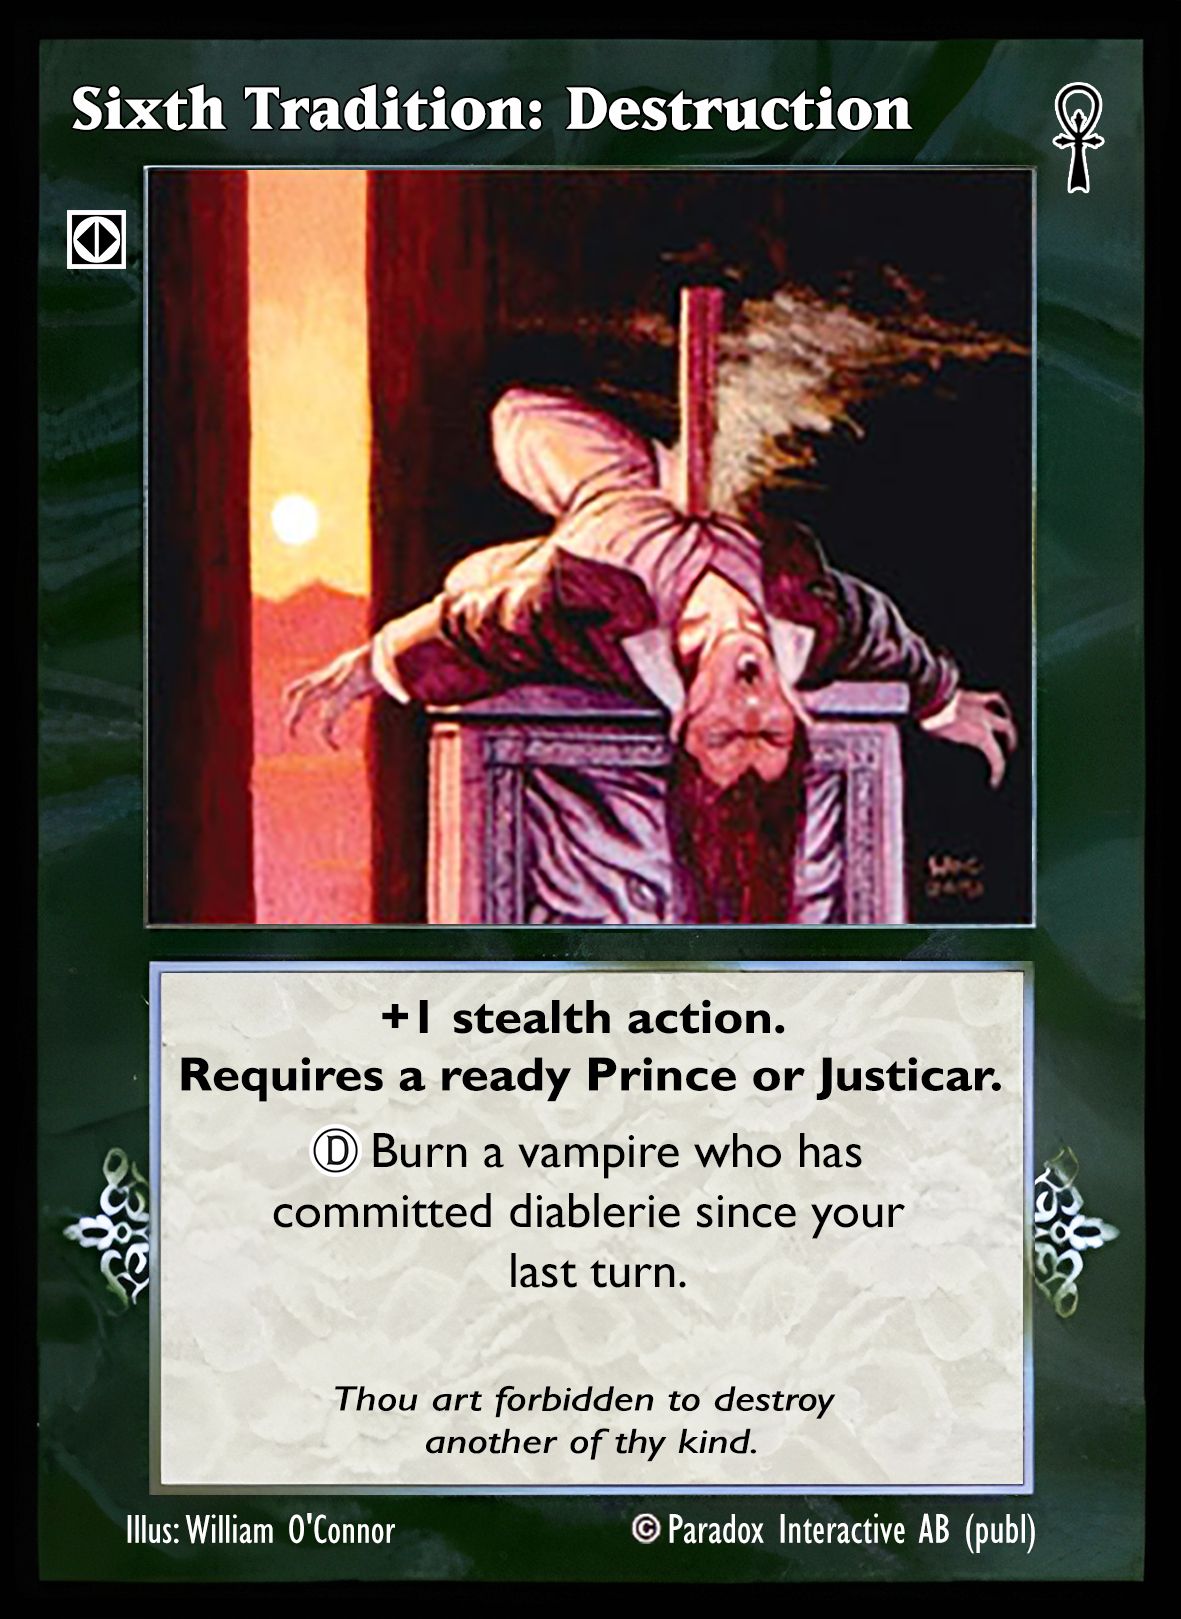 Sixth Tradition: Destruction
+1 stealth action.
Requires a ready Prince or Justicar.
Ⓓ Burn a vampire who has
committed diablerie since your
last turn.
Thou art forbidden to destroy
another of thy kind.
Illus: William O'Connor
© Paradox Interactive AB (publ)